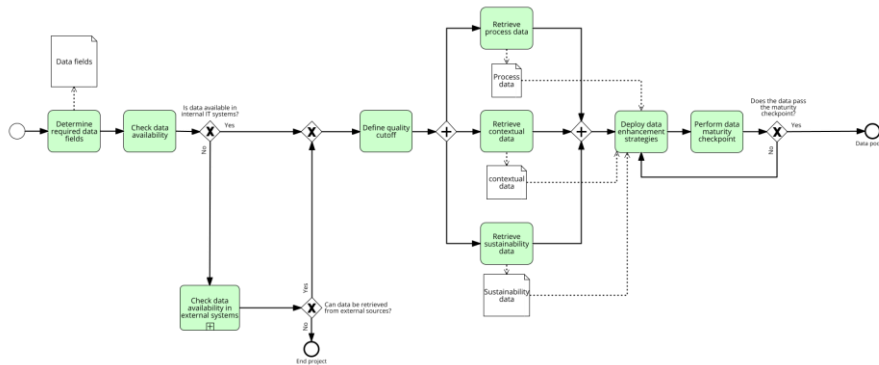 Retrieve
process data
Data fields
Process
data
Is data available in
internal IT systems?
Does the data pass
the maturity
checkpoint?
Determine
required data
fields
Check data
availability
Yes
No
Define quality
cutoff
Retrieve
contextual
data
Deploy data
enhancement
strategies
Perform data
maturity
checkpoint
Yes
No
contextual
data
Retrieve
sustainability
data
Sustainability
data
Check data
availability in
external systems
Yes
Can data be retrieved
from external sources?
No
End project